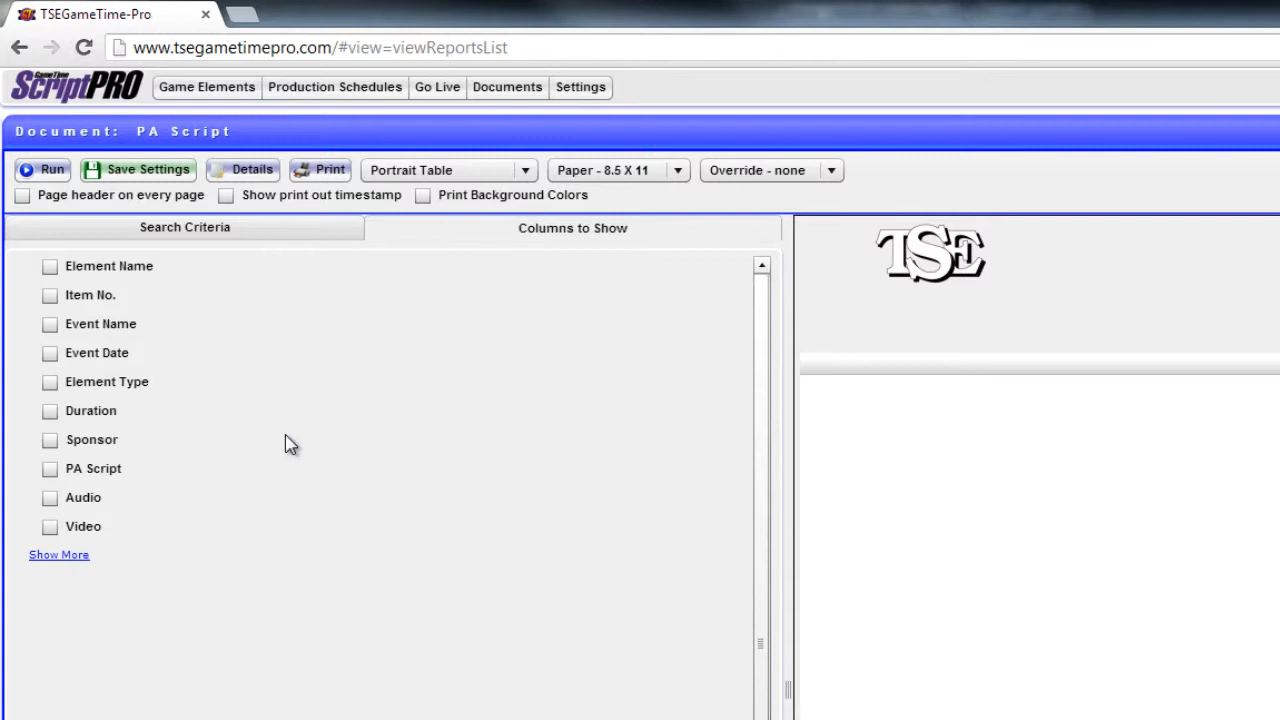 TSEGameTime-Pro
www.tsegametimepro.com/#view=viewReportsList
GameTime
ScriptPRO
Game Elements Production Schedules Go Live Documents Settings
Document: PA Script
Run Save Settings Details Print Portrait Table Paper - 8.5 X 11 Override - none
Page header on every page Show print out timestamp Print Background Colors
Search Criteria Columns to Show
TSE
Element Name
Item No.
Event Name
Event Date
Element Type
Duration
Sponsor
PA Script
Audio
Video
Show More